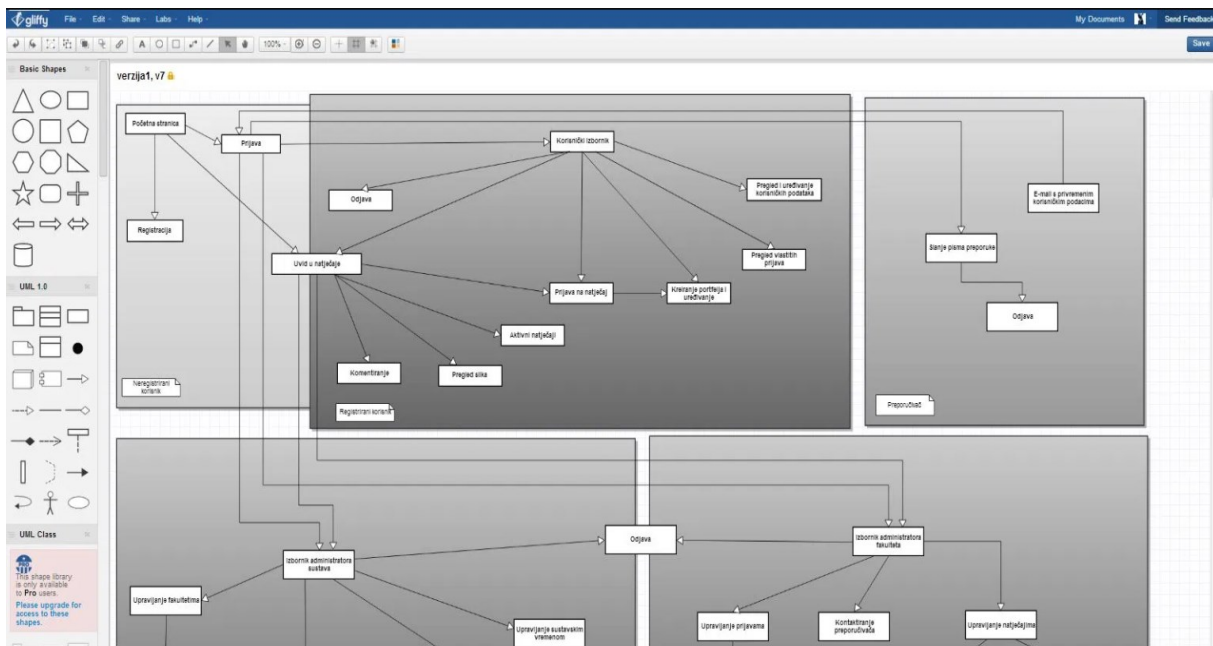 gliffy File Edit Share Labs Help My Documents Send Feedback
100% Save
Basic Shapes
verzija1, v7
Početna stranica
Prijava
Korisnički izbornik
Pregled i uređivanje
korisničkih podataka
E-mail s privremenim
korisničkim podacima
Odjava
Registracija
Slanje pisma preporuke
Uvid u natječaje
Pregled vlastitih
prijava
Prijava na natječaj
Kreiranje portfelja i
uređivanje
Odjava
Aktivni natječaji
Komentiranje
Pregled slika
Neregistrirani
korisnik
Registrirani korisnik
Preporučivač
UML 1.0
UML Class
PRO
This shape library
is only available
to Pro users.
Please upgrade for
access to these
shapes.
Odjava
Izbornik administratora
sustava
Izbornik administratora
fakulteta
Upravljanje fakultetima
Upravljanje sustavskim
vremenom
Upravljanje prijavama
Kontaktiranje
preporučivača
Upravljanje natječajima